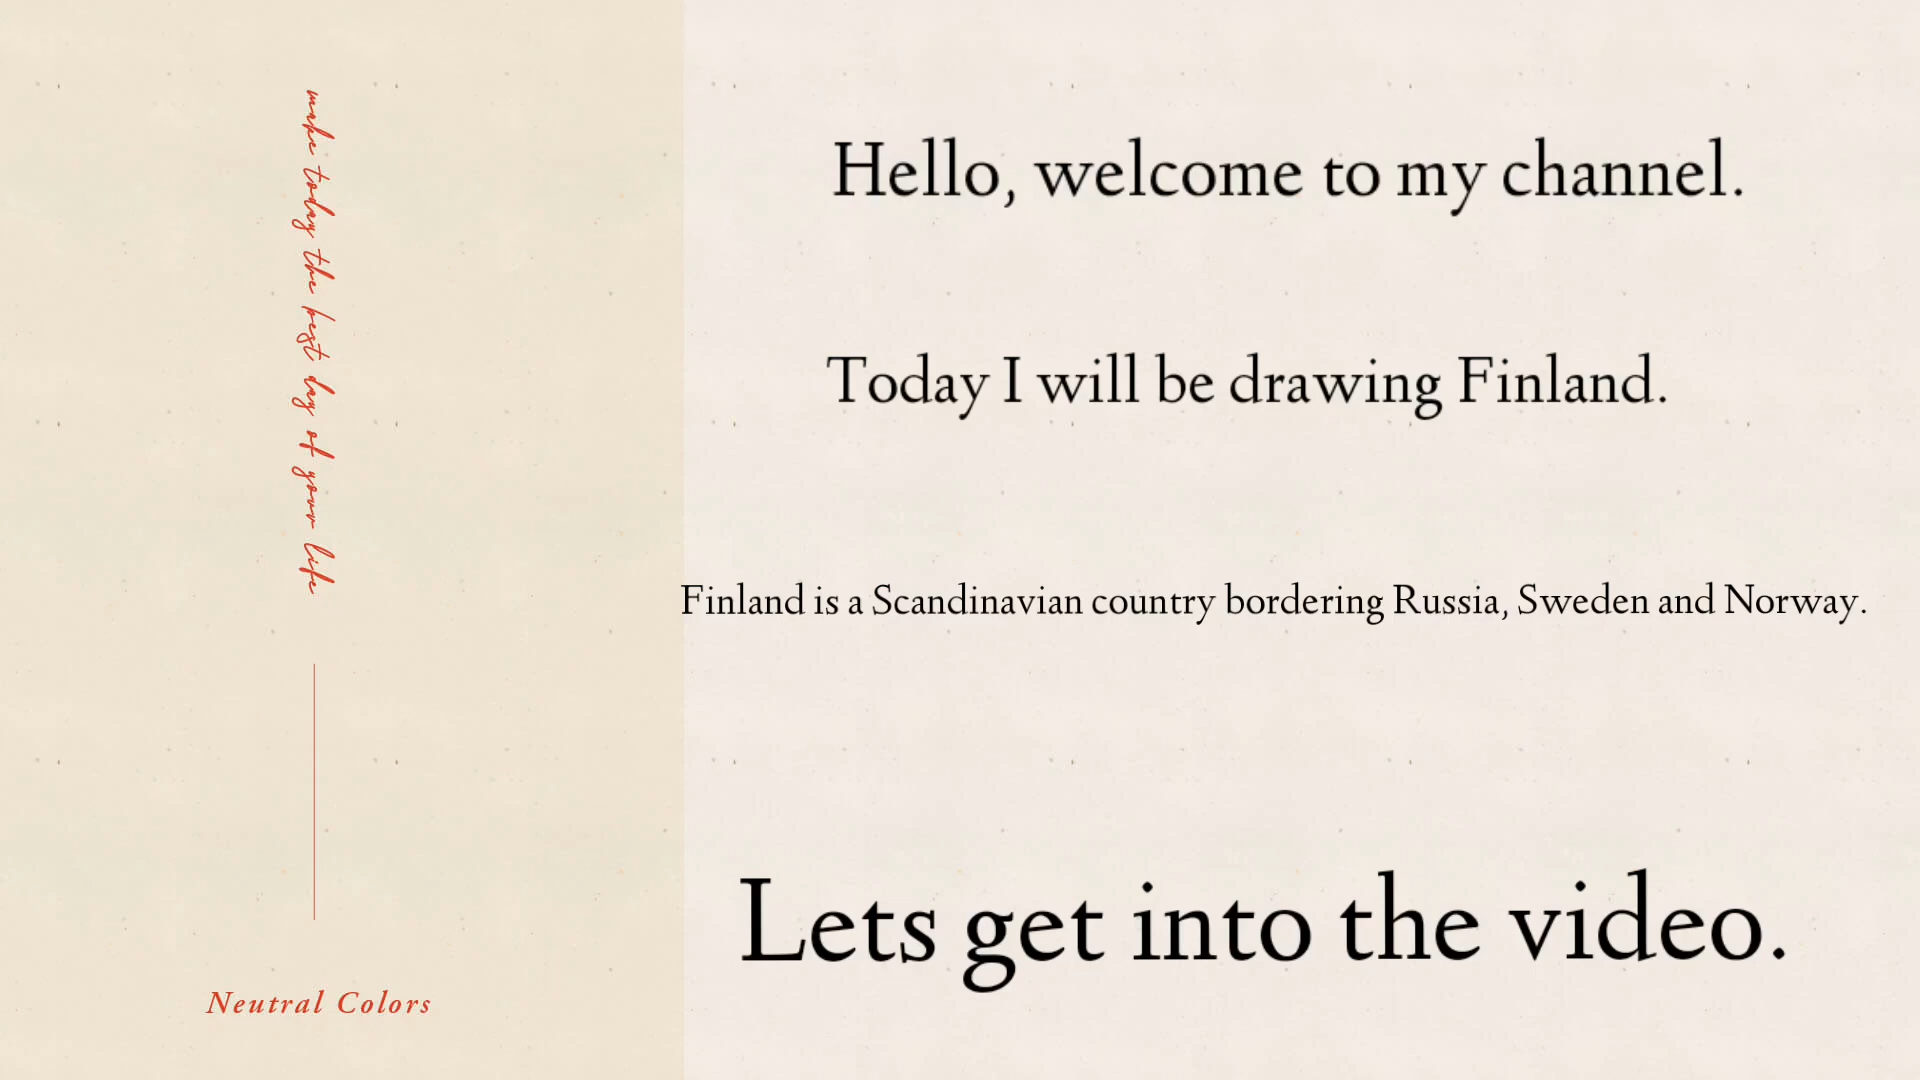 make today the best day of your life
Neutral Colors
Hello, welcome to my channel.
Today I will be drawing Finland.
Finland is a Scandinavian country bordering Russia, Sweden and Norway.
Lets get into the video.